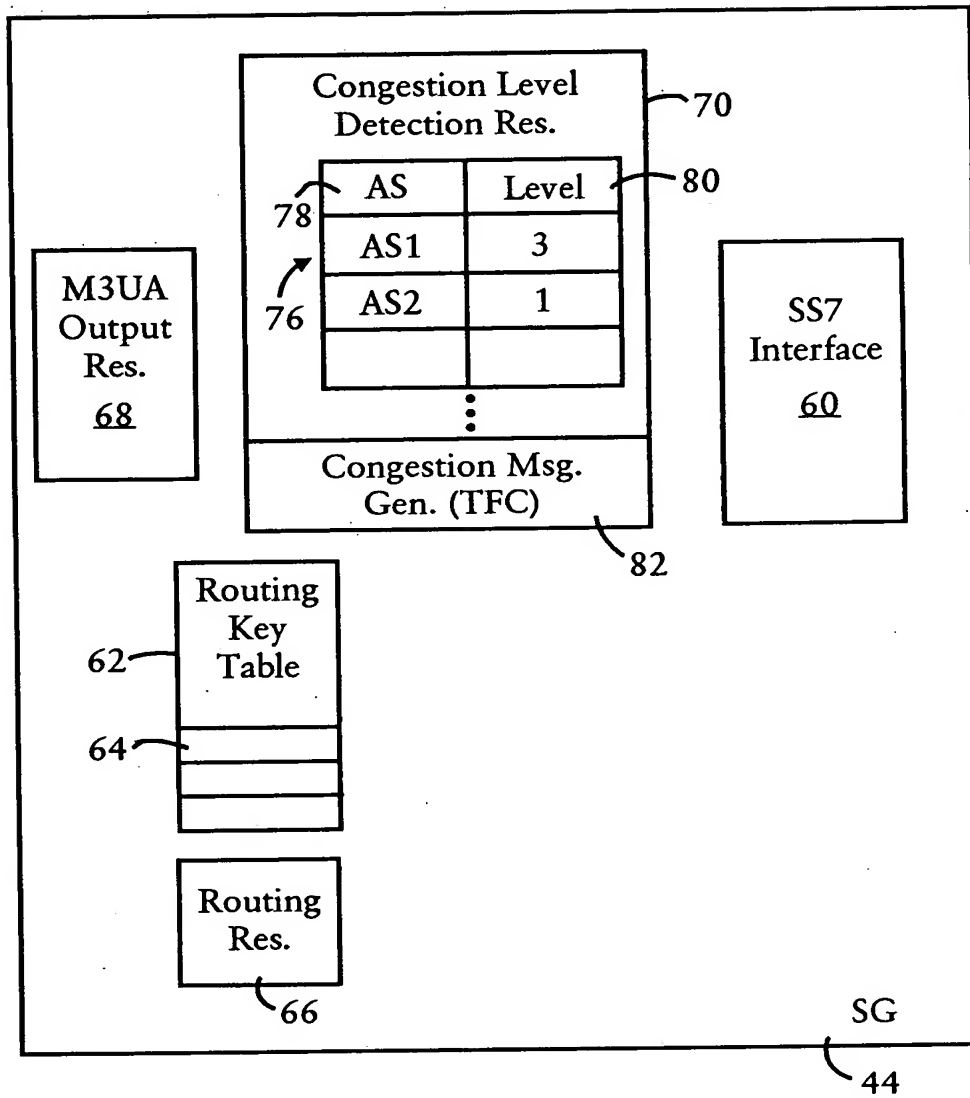 Congestion Level
Detection Res.
70
AS Level
78
80
AS1 3
76
AS2 1
M3UA
Output
Res.
68
SS7
Interface
60
Congestion Msg.
Gen. (TFC)
82
Routing
Key
Table
62
64
Routing
Res.
66
SG
44